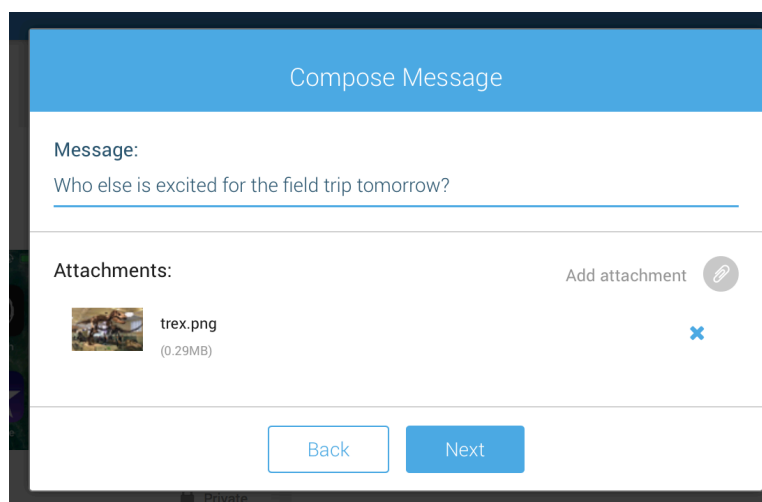 Compose Message
Message:
Who else is excited for the field trip tomorrow?
Attachments:
Add attachment
trex.png
(0.29MB)
Back
Next
Private